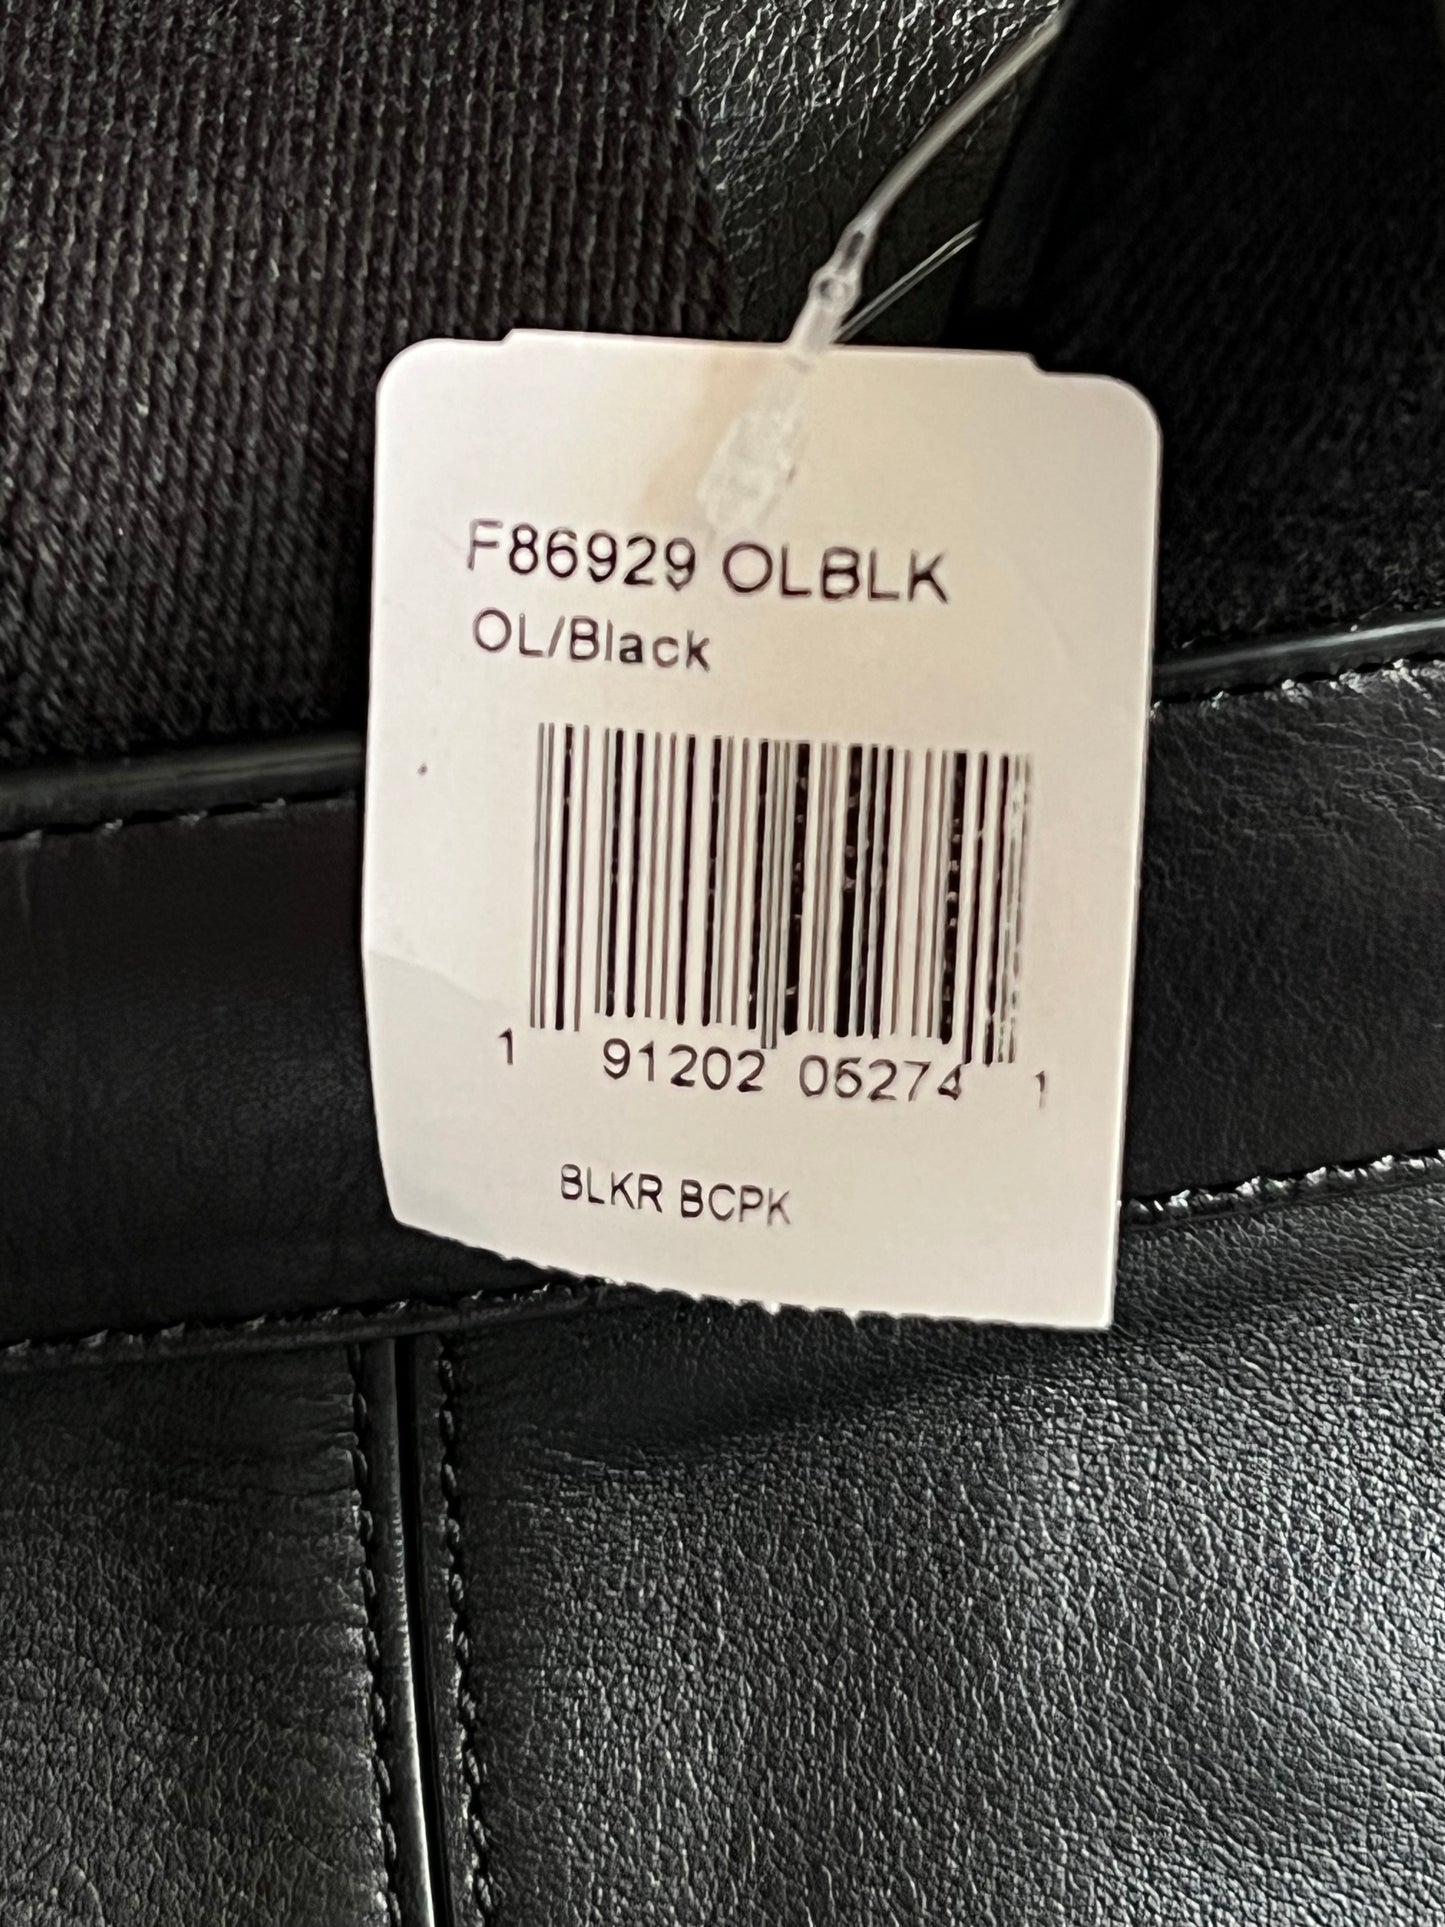 F86929 OLBLK
OL/Black
1 91202 05274 1
BLKR BCPK